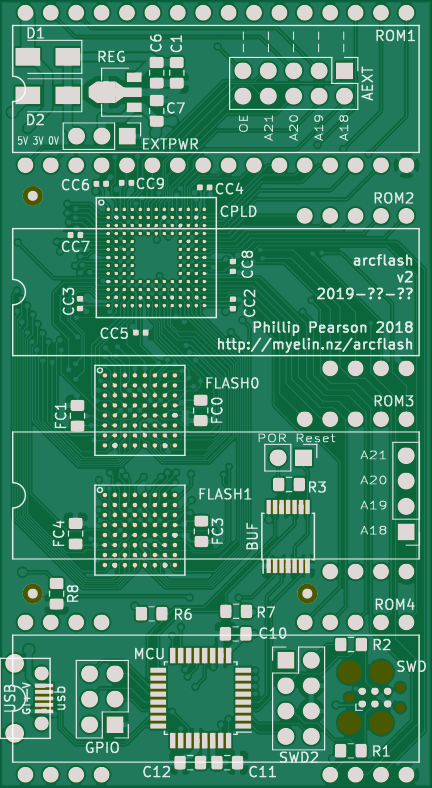 D1
REG
C6
C1
ROM1
AEXT
D2
C7
OE
A21
A20
A19
A18
5V 3V 0V
EXTPWR
CC6
CC9
CC4
ROM2
CPLD
CC7
CC8
arcflash
v2
2019-??-??
CC3
CC2
CC5
Phillip Pearson 2018
http://myelin.nz/arcflash
FLASH0
FC1
FC0
ROM3
POR Reset
A21
A20
A19
A18
R3
FLASH1
FC4
FC3
BUF
R8
ROM4
R6
R7
C10
MCU
R2
SWD
USB
usb
GPIO
SWD2
R1
C12
C11